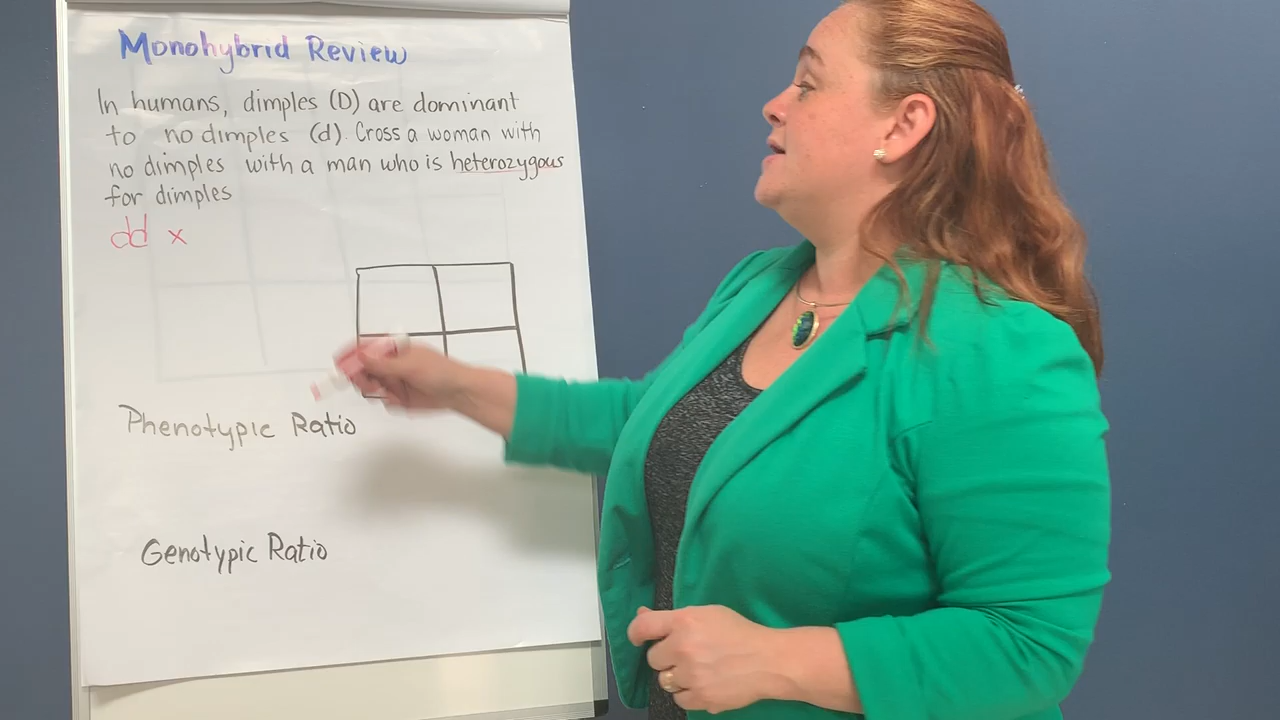 Monohybrid Review
In humans, dimples (D) are dominant
to no dimples (d). Cross a woman with
no dimples with a man who is heterozygous
for dimples
dd x
Phenotypic Ratio
Genotypic Ratio